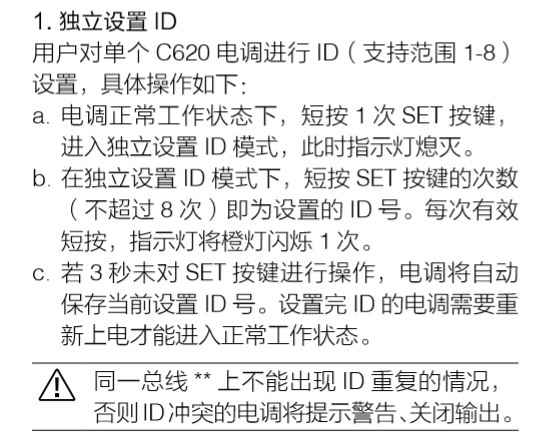 1. 独立设置 ID
用户对单个 C620 电调进行 ID（支持范围 1-8）
设置，具体操作如下：
a. 电调正常工作状态下，短按 1 次 SET 按键，
进入独立设置 ID 模式，此时指示灯熄灭。
b. 在独立设置 ID 模式下，短按 SET 按键的次数
（不超过 8 次）即为设置的 ID 号。每次有效
短按，指示灯将橙灯闪烁 1 次。
c. 若 3 秒未对 SET 按键进行操作，电调将自动
保存当前设置 ID 号。设置完 ID 的电调需要重
新上电才能进入正常工作状态。
同一总线 ** 上不能出现 ID 重复的情况，
否则 ID 冲突的电调将提示警告、关闭输出。